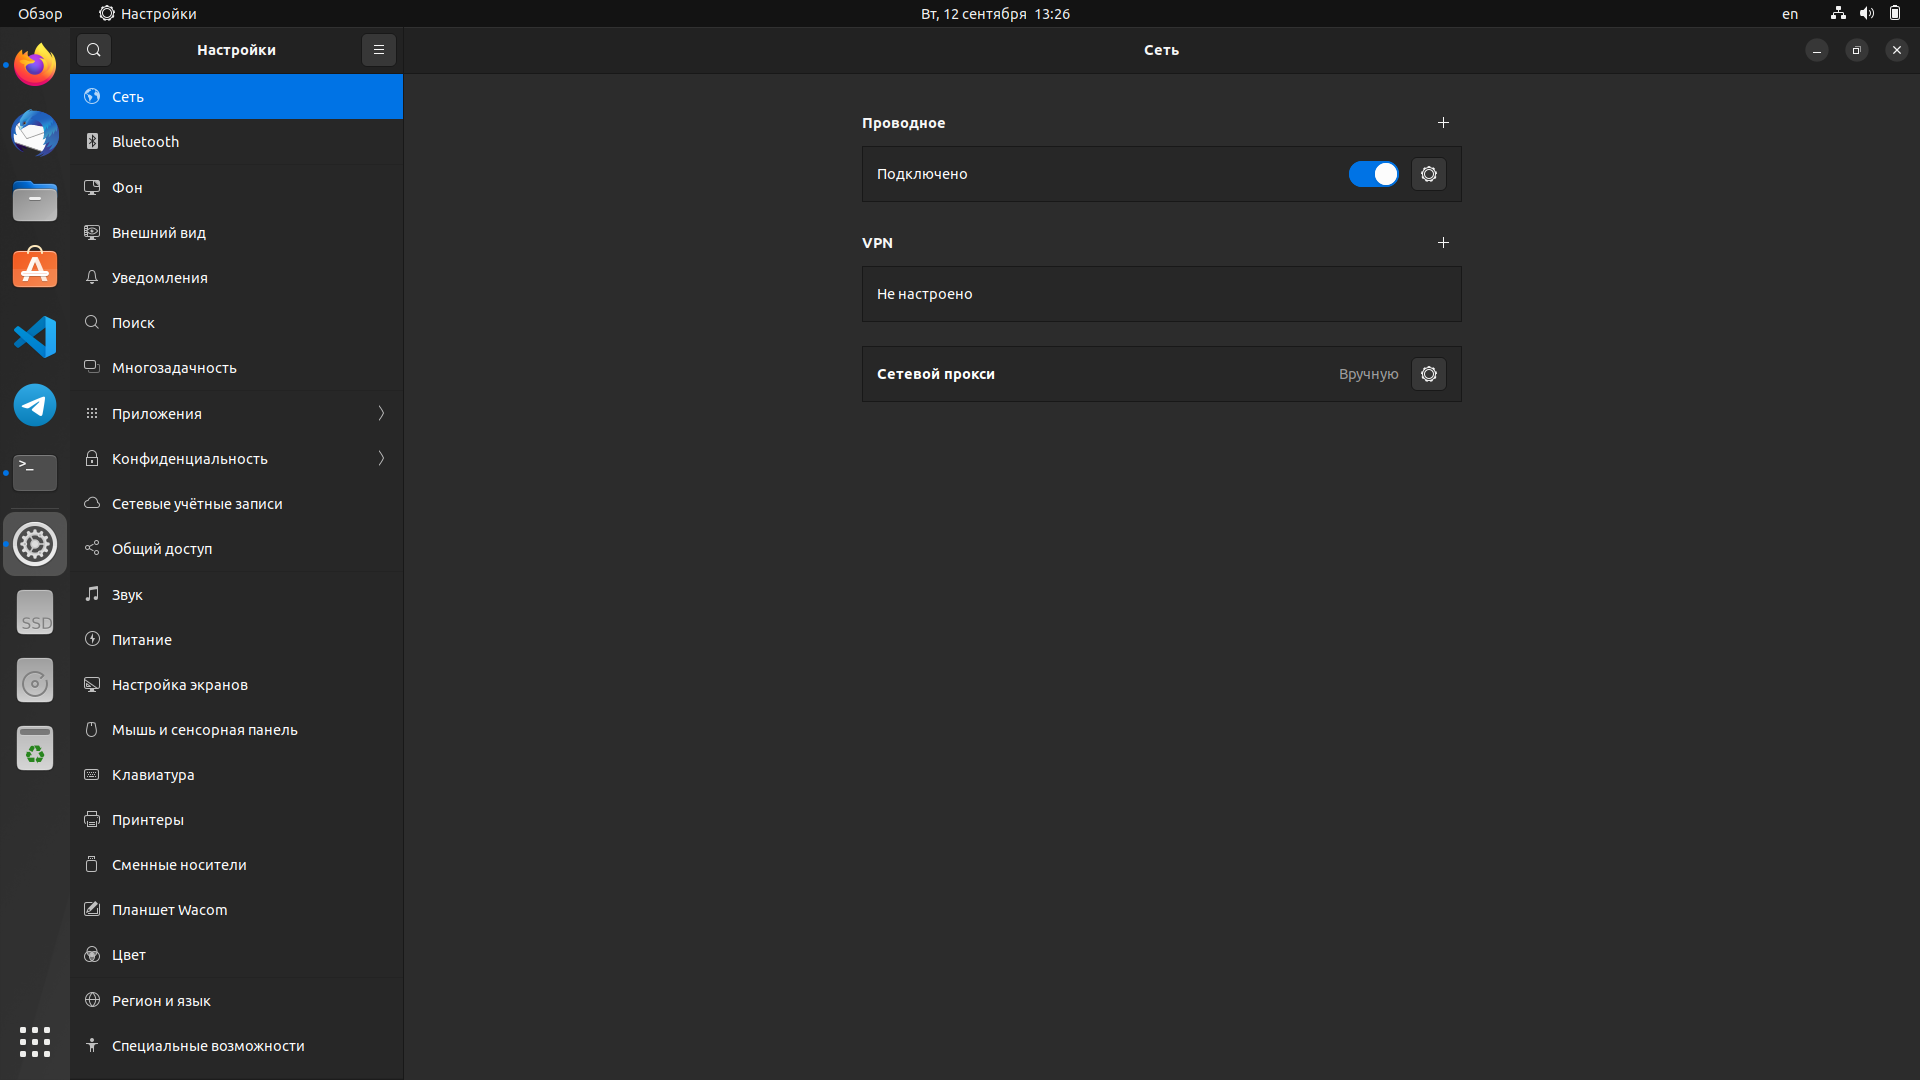 Обзор
Настройки
Вт, 12 сентября 13:26
en
Настройки
Сеть
Сеть
Bluetooth
Фон
Внешний вид
Уведомления
Поиск
Многозадачность
Приложения
Конфиденциальность
Сетевые учётные записи
Общий доступ
Звук
Питание
Настройка экранов
Мышь и сенсорная панель
Клавиатура
Принтеры
Сменные носители
Планшет Wacom
Цвет
Регион и язык
Специальные возможности
Проводное
Подключено
VPN
Не настроено
Сетевой прокси
Вручную
>_
SSD